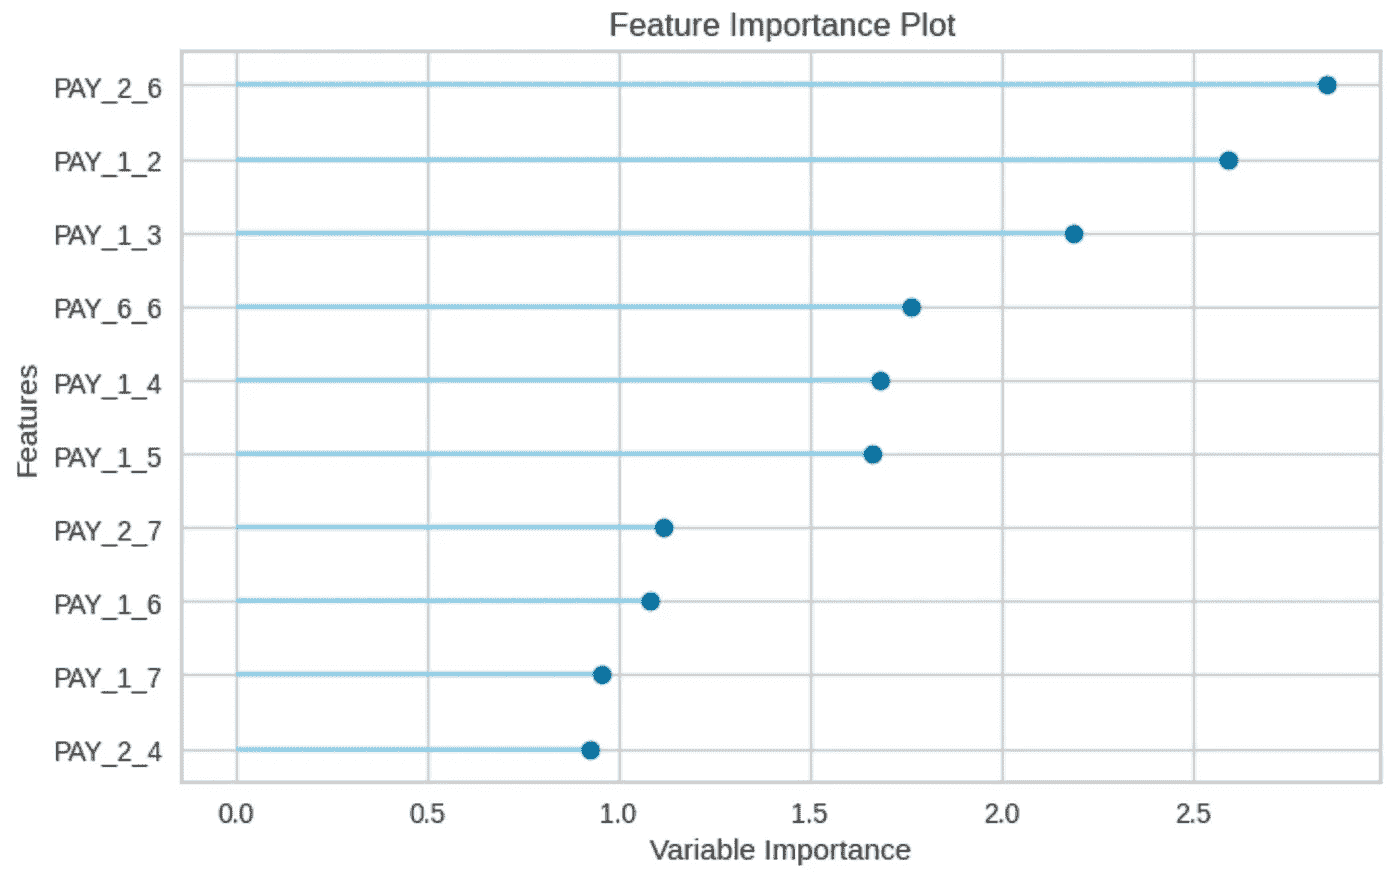 Feature Importance Plot
PAY_2_6
PAY_1_2
PAY_1_3
PAY_6_6
PAY_1_4
PAY_1_5
PAY_2_7
PAY_1_6
PAY_1_7
PAY_2_4
Features
0.0 0.5 1.0 1.5 2.0 2.5
Variable Importance